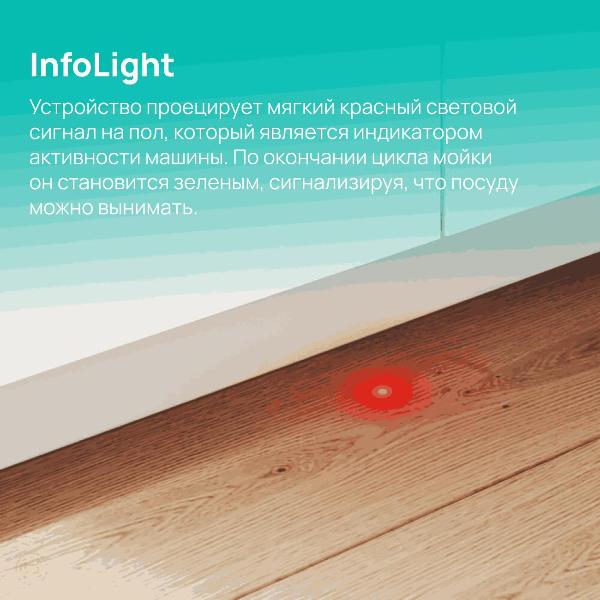 InfoLight
Устройство проецирует мягкий красный световой
сигнал на пол, который является индикатором
активности машины. По окончании цикла мойки
он становится зеленым, сигнализируя, что посуду
можно вынимать.